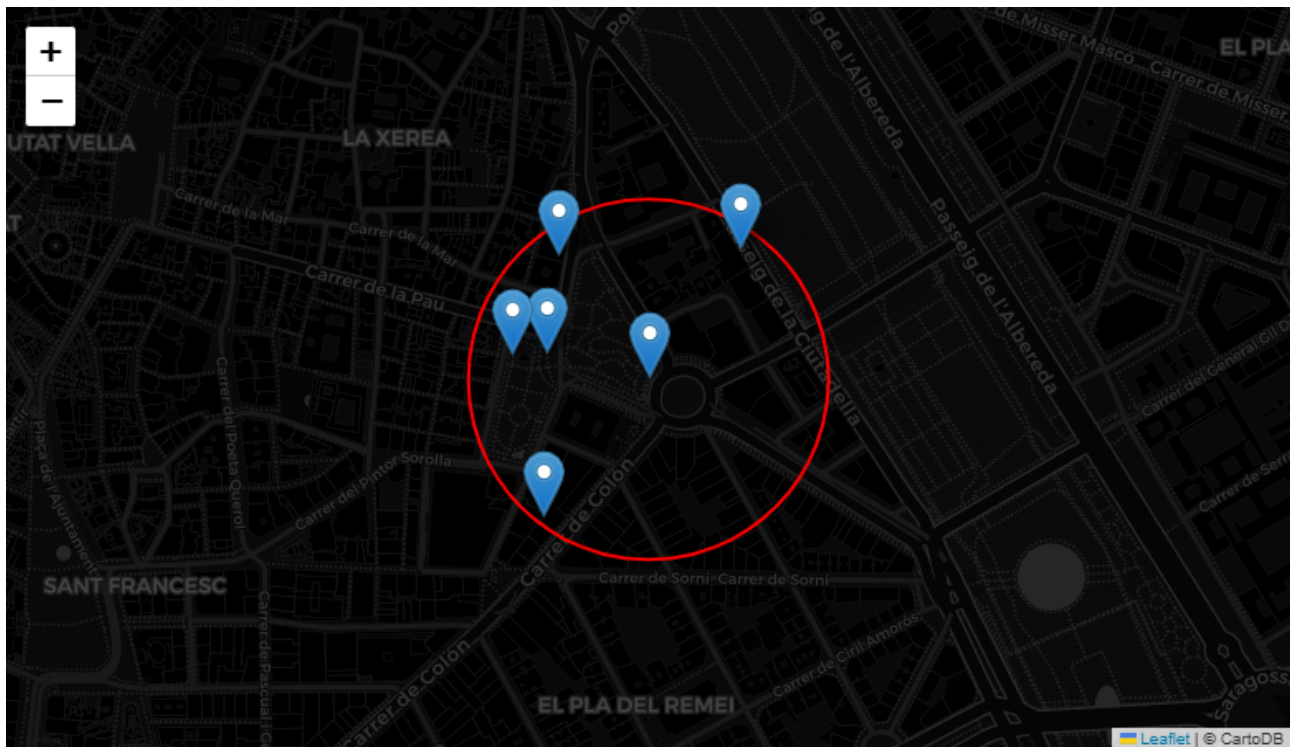 +
−
Carrer de Misser Mascó
Carrer de Misser
EL PLA
Passeig de l'Albereda
UTAT VELLA
LA XEREA
Carrer de la Mar
Carrer de la Mar
Carrer de la Pau
Passeig de l'Albereda
eig de la Ciutadella
Carrer del General Gil D
Plaça de l'Ajuntament
Carrer del Poeta Querol
Carrer del Pintor Sorolla
Carrer de Colón
Carrer de Sorní
Carrer de Sorní
SANT FRANCESC
Carrer de Ciril Amorós
Carrer de Colón
EL PLA DEL REMEI
Leaflet | © CartoDB